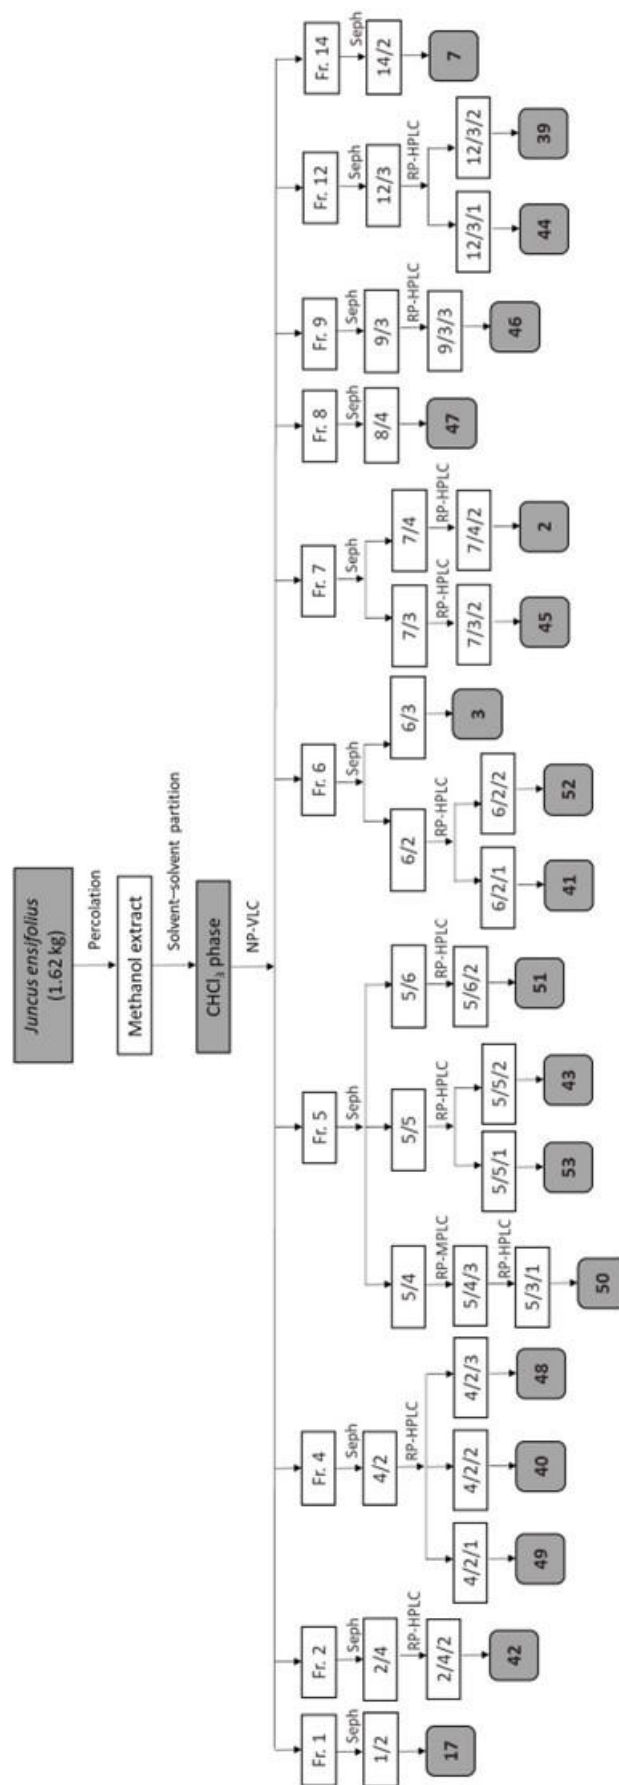 Juncus ensifolius
(1.62 kg)
Percolation
Methanol extract
Solvent–solvent partition
CHCl₃ phase
NP-VLC
Fr. 1
Seph
1/2
17
Fr. 2
Seph
2/4
RP-HPLC
2/4/2
42
Fr. 4
Seph
4/2
RP-HPLC
4/2/1
4/2/2
4/2/3
49
40
48
Fr. 5
Seph
5/4
RP-MPLC
5/4/3
RP-HPLC
5/3/1
50
5/5
RP-HPLC
5/5/1
5/5/2
53
43
5/6
RP-HPLC
5/6/2
51
Fr. 6
Seph
6/2
RP-HPLC
6/2/1
6/2/2
41
52
6/3
3
Fr. 7
Seph
7/3
RP-HPLC
7/3/2
45
7/4
RP-HPLC
7/4/2
2
Fr. 8
Seph
8/4
47
Fr. 9
Seph
9/3
RP-HPLC
9/3/3
46
Fr. 12
Seph
12/3
RP-HPLC
12/3/1
12/3/2
44
39
Fr. 14
Seph
14/2
7